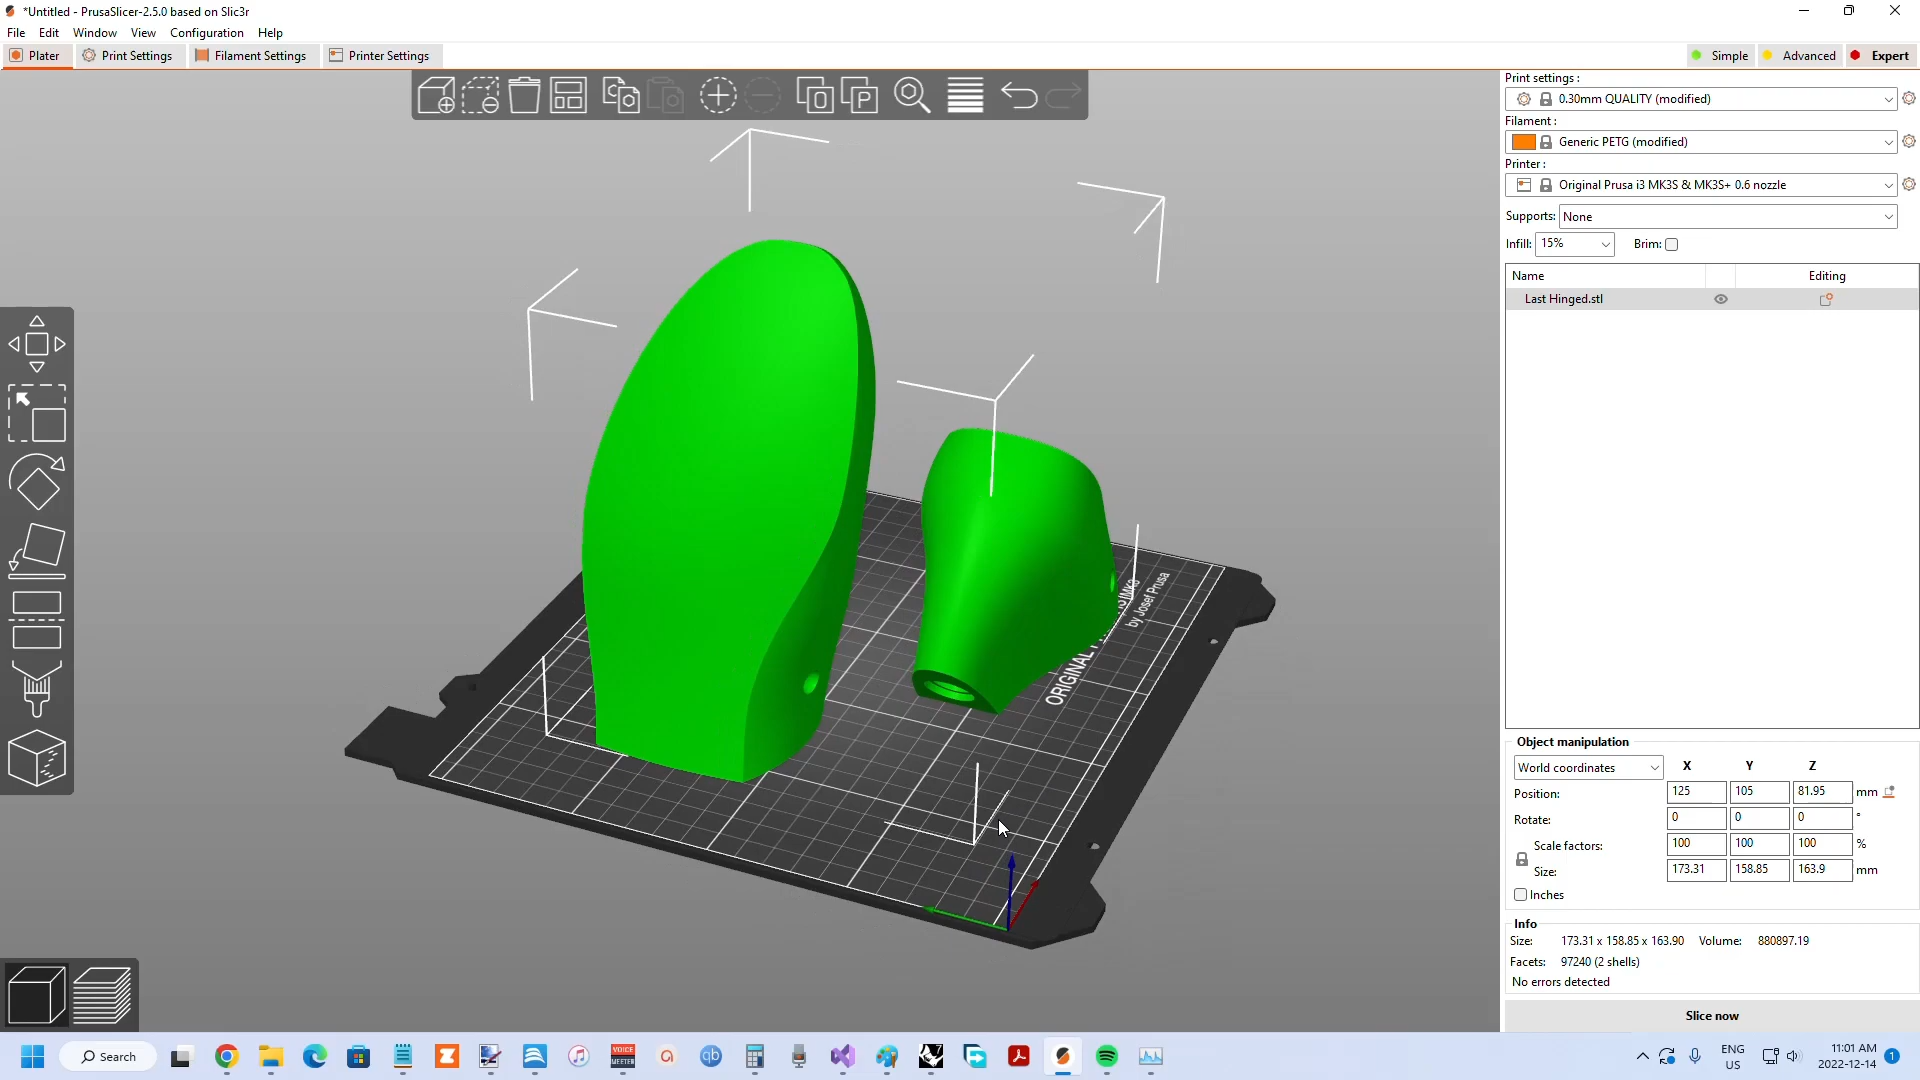 *Untitled - PrusaSlicer-2.5.0 based on Slic3r
File Edit Window View Configuration Help
Plater Print Settings Filament Settings Printer Settings Simple Advanced Expert
Print settings :
0.30mm QUALITY (modified)
Filament :
Generic PETG (modified)
Printer :
Original Prusa i3 MK3S & MK3S+ 0.6 nozzle
Supports: None
Infill: 15% Brim:
Name Editing
Last Hinged.stl
ORIGINAL
by Josef Prusa
Object manipulation
World coordinates X Y Z
Position: 125 105 81.95 mm
Rotate: 0 0 0 °
Scale factors: 100 100 100 %
Size: 173.31 158.85 163.9 mm
Inches
Info
Size: 173.31 x 158.85 x 163.90 Volume: 880897.19
Facets: 97240 (2 shells)
No errors detected
Slice now
Search
VOICE
MEETER
qb
ENG
US
11:01 AM
2022-12-14
1